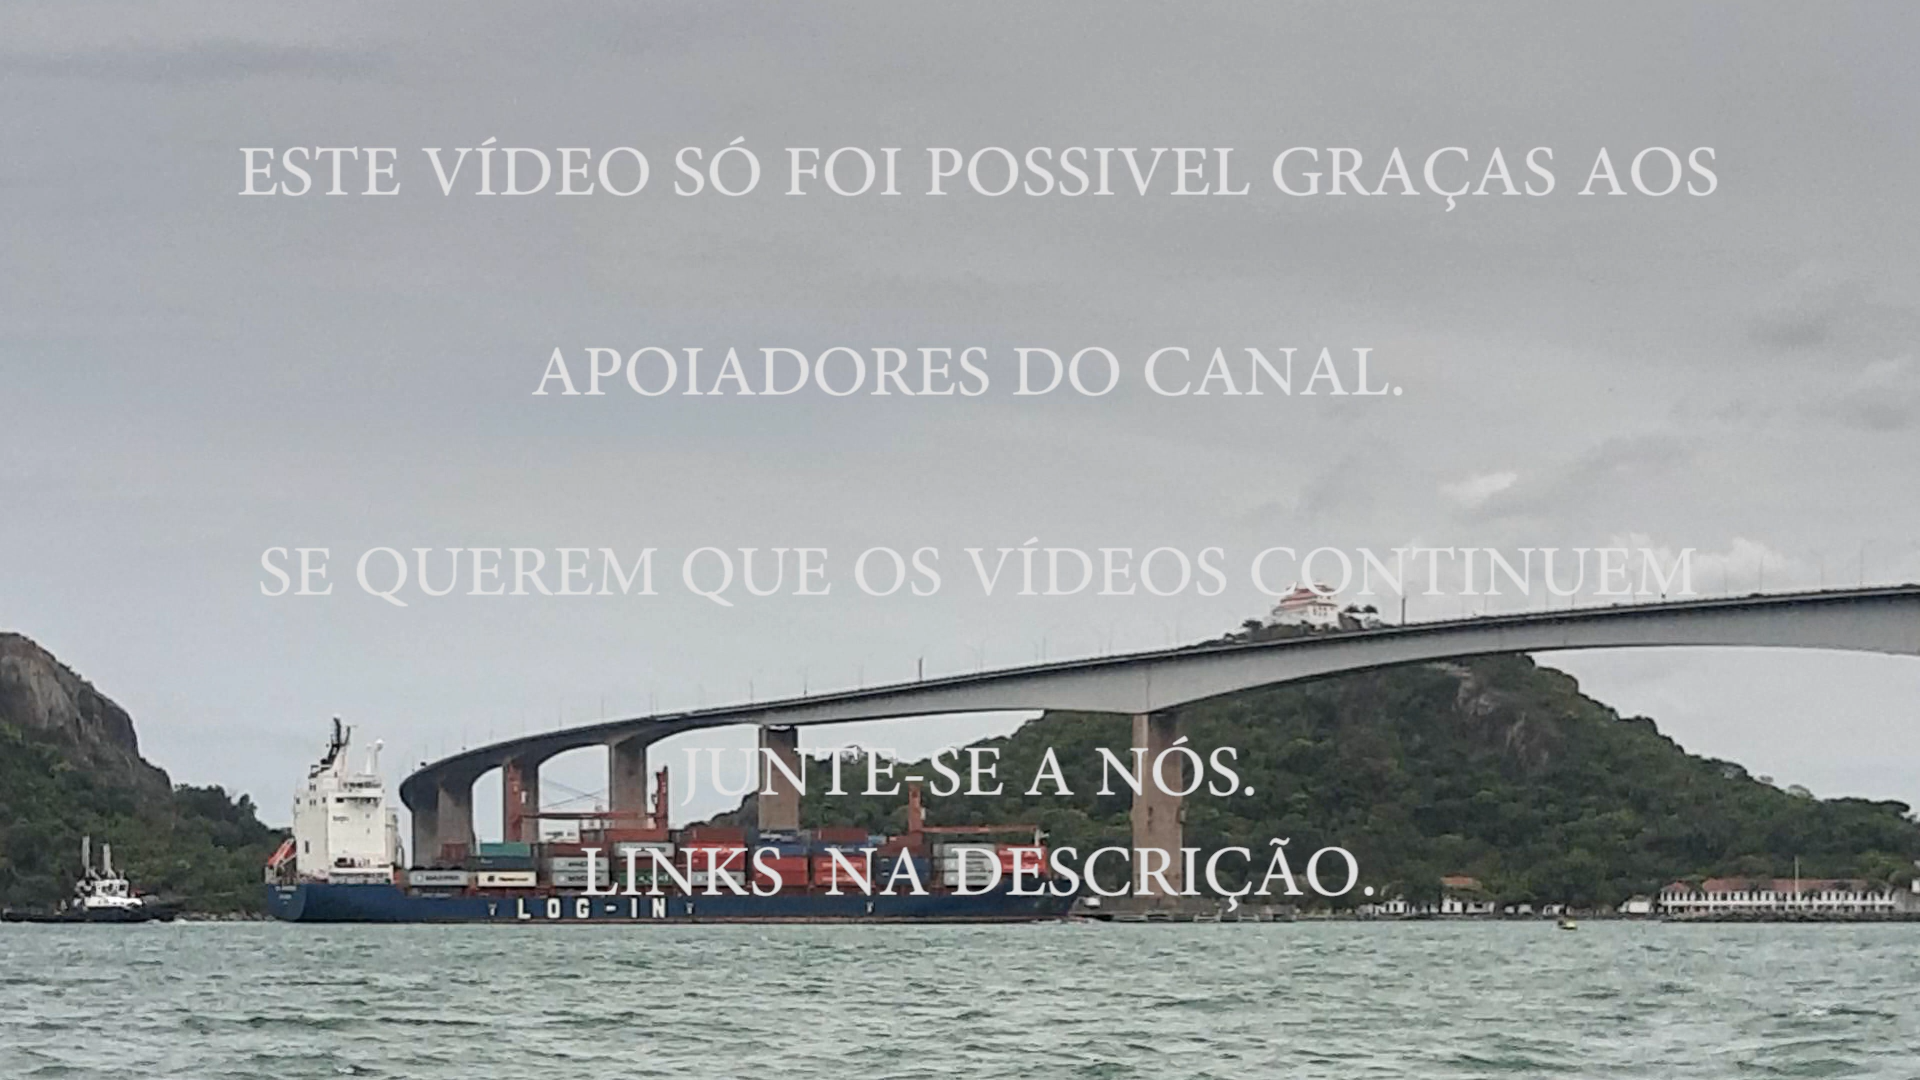 ESTE VÍDEO SÓ FOI POSSIVEL GRAÇAS AOS
APOIADORES DO CANAL.
SE QUEREM QUE OS VÍDEOS CONTINUEM
JUNTE-SE A NÓS.
LINKS NA DESCRIÇÃO.
LOG-IN